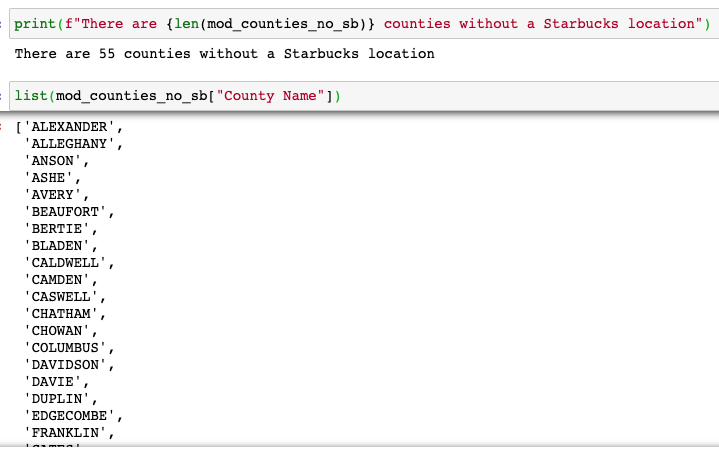 print(f"There are {len(mod_counties_no_sb)} counties without a Starbucks location")
There are 55 counties without a Starbucks location
list(mod_counties_no_sb["County Name"])
['ALEXANDER',
'ALLEGHANY',
'ANSON',
'ASHE',
'AVERY',
'BEAUFORT',
'BERTIE',
'BLADEN',
'CALDWELL',
'CAMDEN',
'CASWELL',
'CHATHAM',
'CHOWAN',
'COLUMBUS',
'DAVIDSON',
'DAVIE',
'DUPLIN',
'EDGECOMBE',
'FRANKLIN',